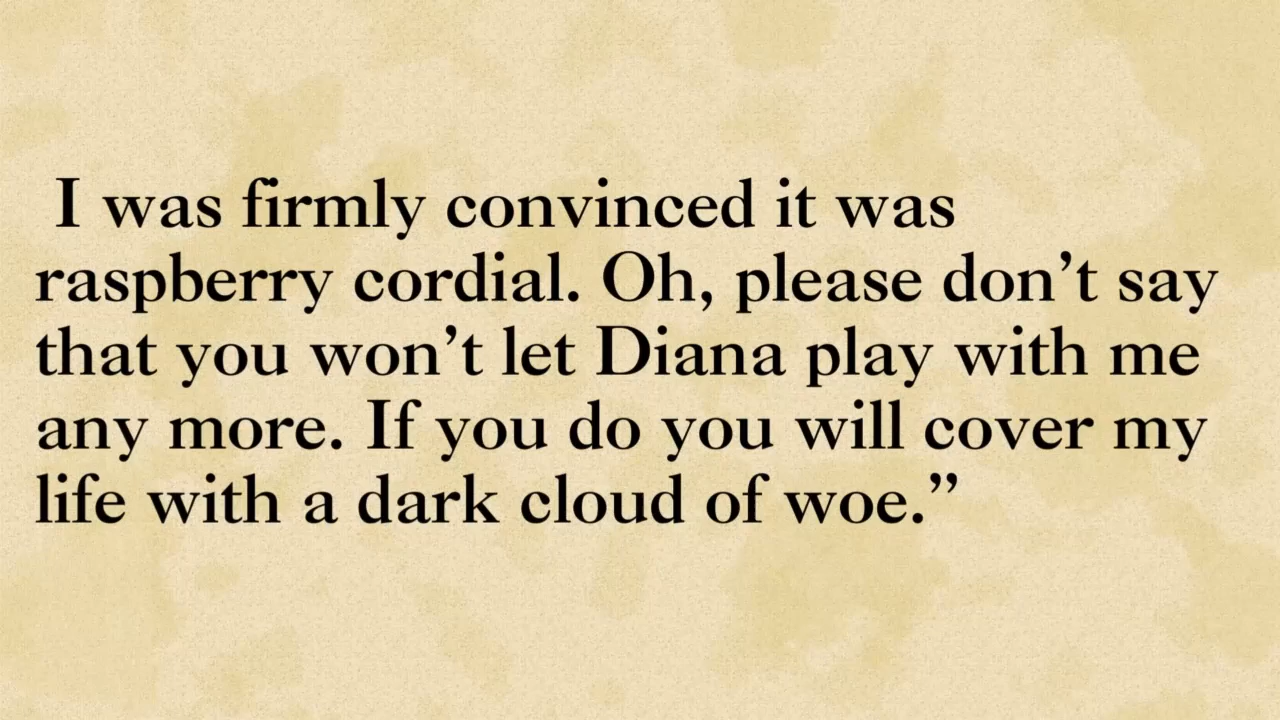 I was firmly convinced it was
raspberry cordial. Oh, please don’t say
that you won’t let Diana play with me
any more. If you do you will cover my
life with a dark cloud of woe.”